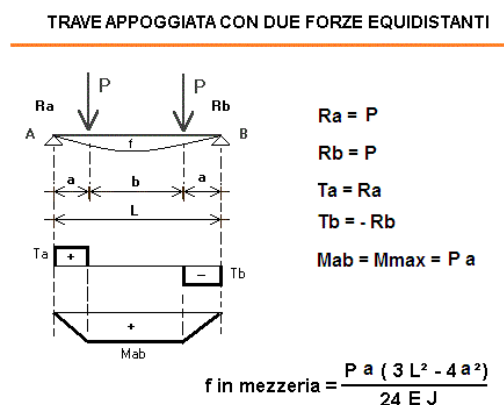 TRAVE APPOGGIATA CON DUE FORZE EQUIDISTANTI
P P
Ra Rb
A B
f
a b a
L
Ta + - Tb
+
Mab
Ra = P
Rb = P
Ta = Ra
Tb = - Rb
Mab = Mmax = P a
f in mezzeria = P a ( 3 L² - 4 a²)
24 E J